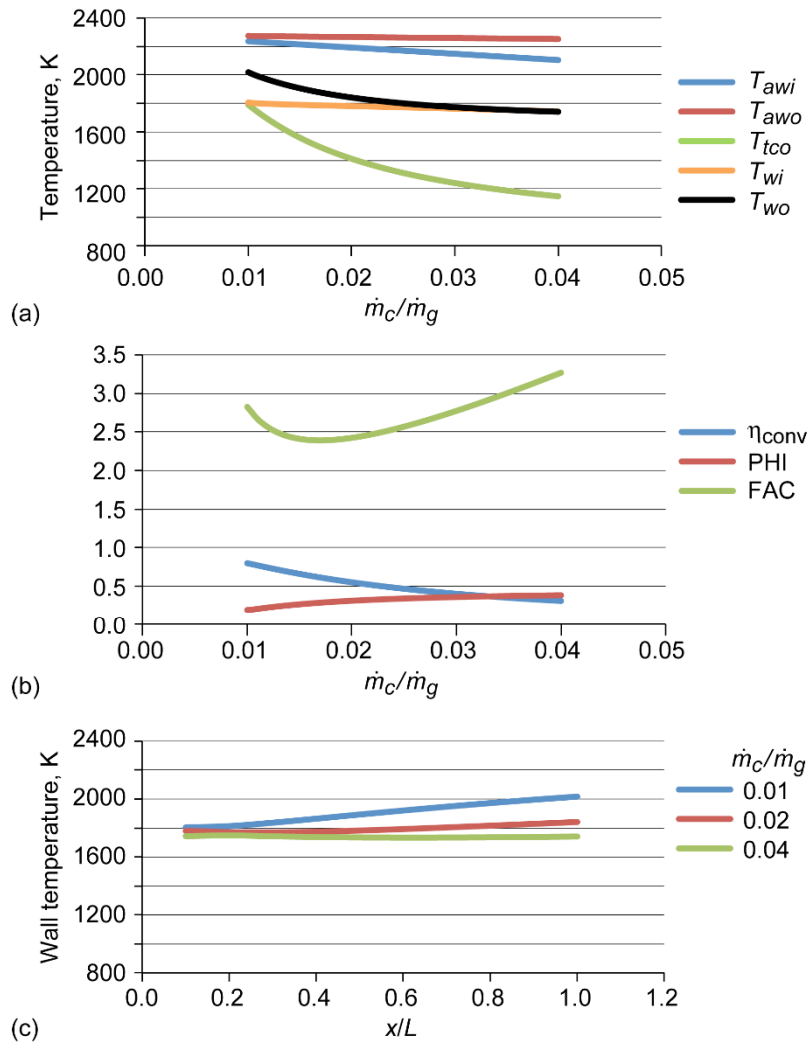 2400
2000
1600
1200
800
Temperature, K
0.00 0.01 0.02 0.03 0.04 0.05
ṁc/ṁg
Tawi
Tawo
Ttco
Twi
Two
(a)
3.5
3.0
2.5
2.0
1.5
1.0
0.5
0.0
0.00 0.01 0.02 0.03 0.04 0.05
ṁc/ṁg
ηconv
PHI
FAC
(b)
2400
2000
1600
1200
800
Wall temperature, K
0.0 0.2 0.4 0.6 0.8 1.0 1.2
x/L
ṁc/ṁg
0.01
0.02
0.04
(c)